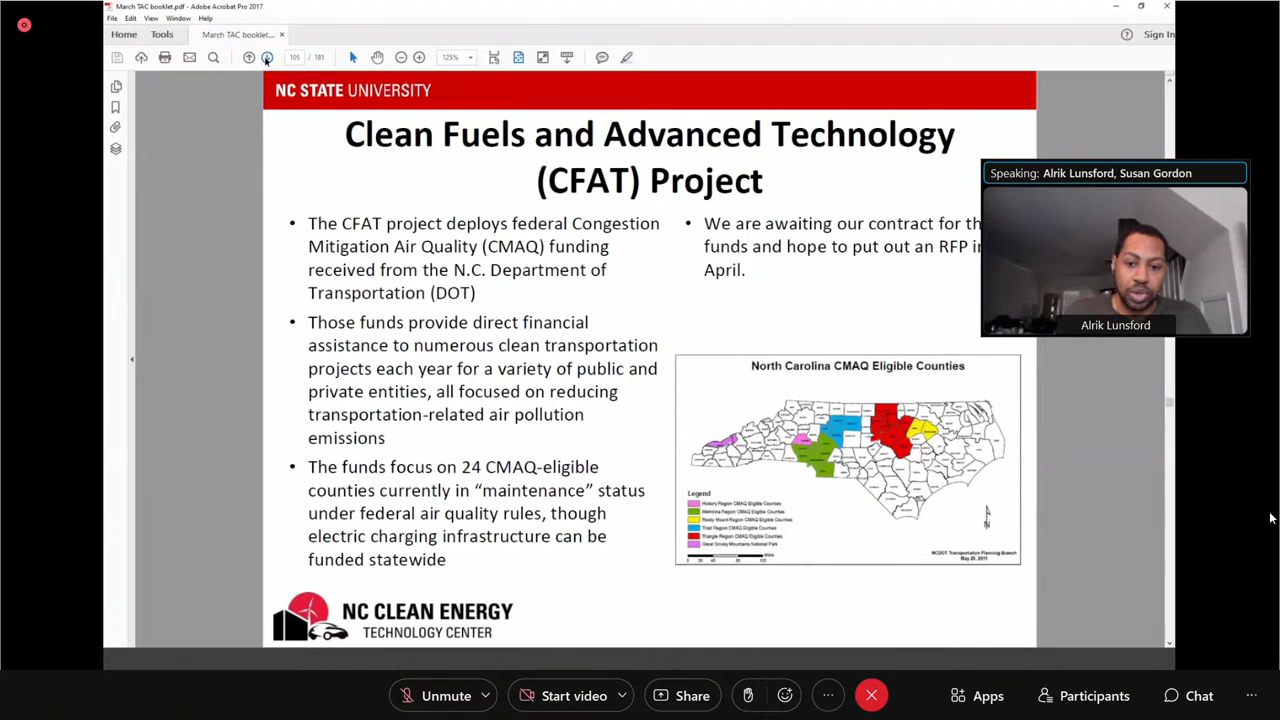 March TAC booklet.pdf - Adobe Acrobat Pro 2017
File Edit View Window Help
Home Tools March TAC booklet.... × Sign In
105 / 181 125%
NC STATE UNIVERSITY
Clean Fuels and Advanced Technology
(CFAT) Project
• The CFAT project deploys federal Congestion
Mitigation Air Quality (CMAQ) funding
received from the N.C. Department of
Transportation (DOT)
• Those funds provide direct financial
assistance to numerous clean transportation
projects each year for a variety of public and
private entities, all focused on reducing
transportation-related air pollution
emissions
• The funds focus on 24 CMAQ-eligible
counties currently in “maintenance” status
under federal air quality rules, though
electric charging infrastructure can be
funded statewide
• We are awaiting our contract for th
funds and hope to put out an RFP in
April.
Speaking: Alrik Lunsford, Susan Gordon
Alrik Lunsford
North Carolina CMAQ Eligible Counties
Legend
Hickory Region CMAQ Eligible Counties
Metrolina Region CMAQ Eligible Counties
Rocky Mount Region CMAQ Eligible Counties
Triad Region CMAQ Eligible Counties
Triangle Region CMAQ Eligible Counties
Great Smoky Mountains National Park
Miles
N
NCDOT Transportation Planning Branch
May 20, 2011
NC CLEAN ENERGY
TECHNOLOGY CENTER
Unmute Start video Share Apps Participants Chat